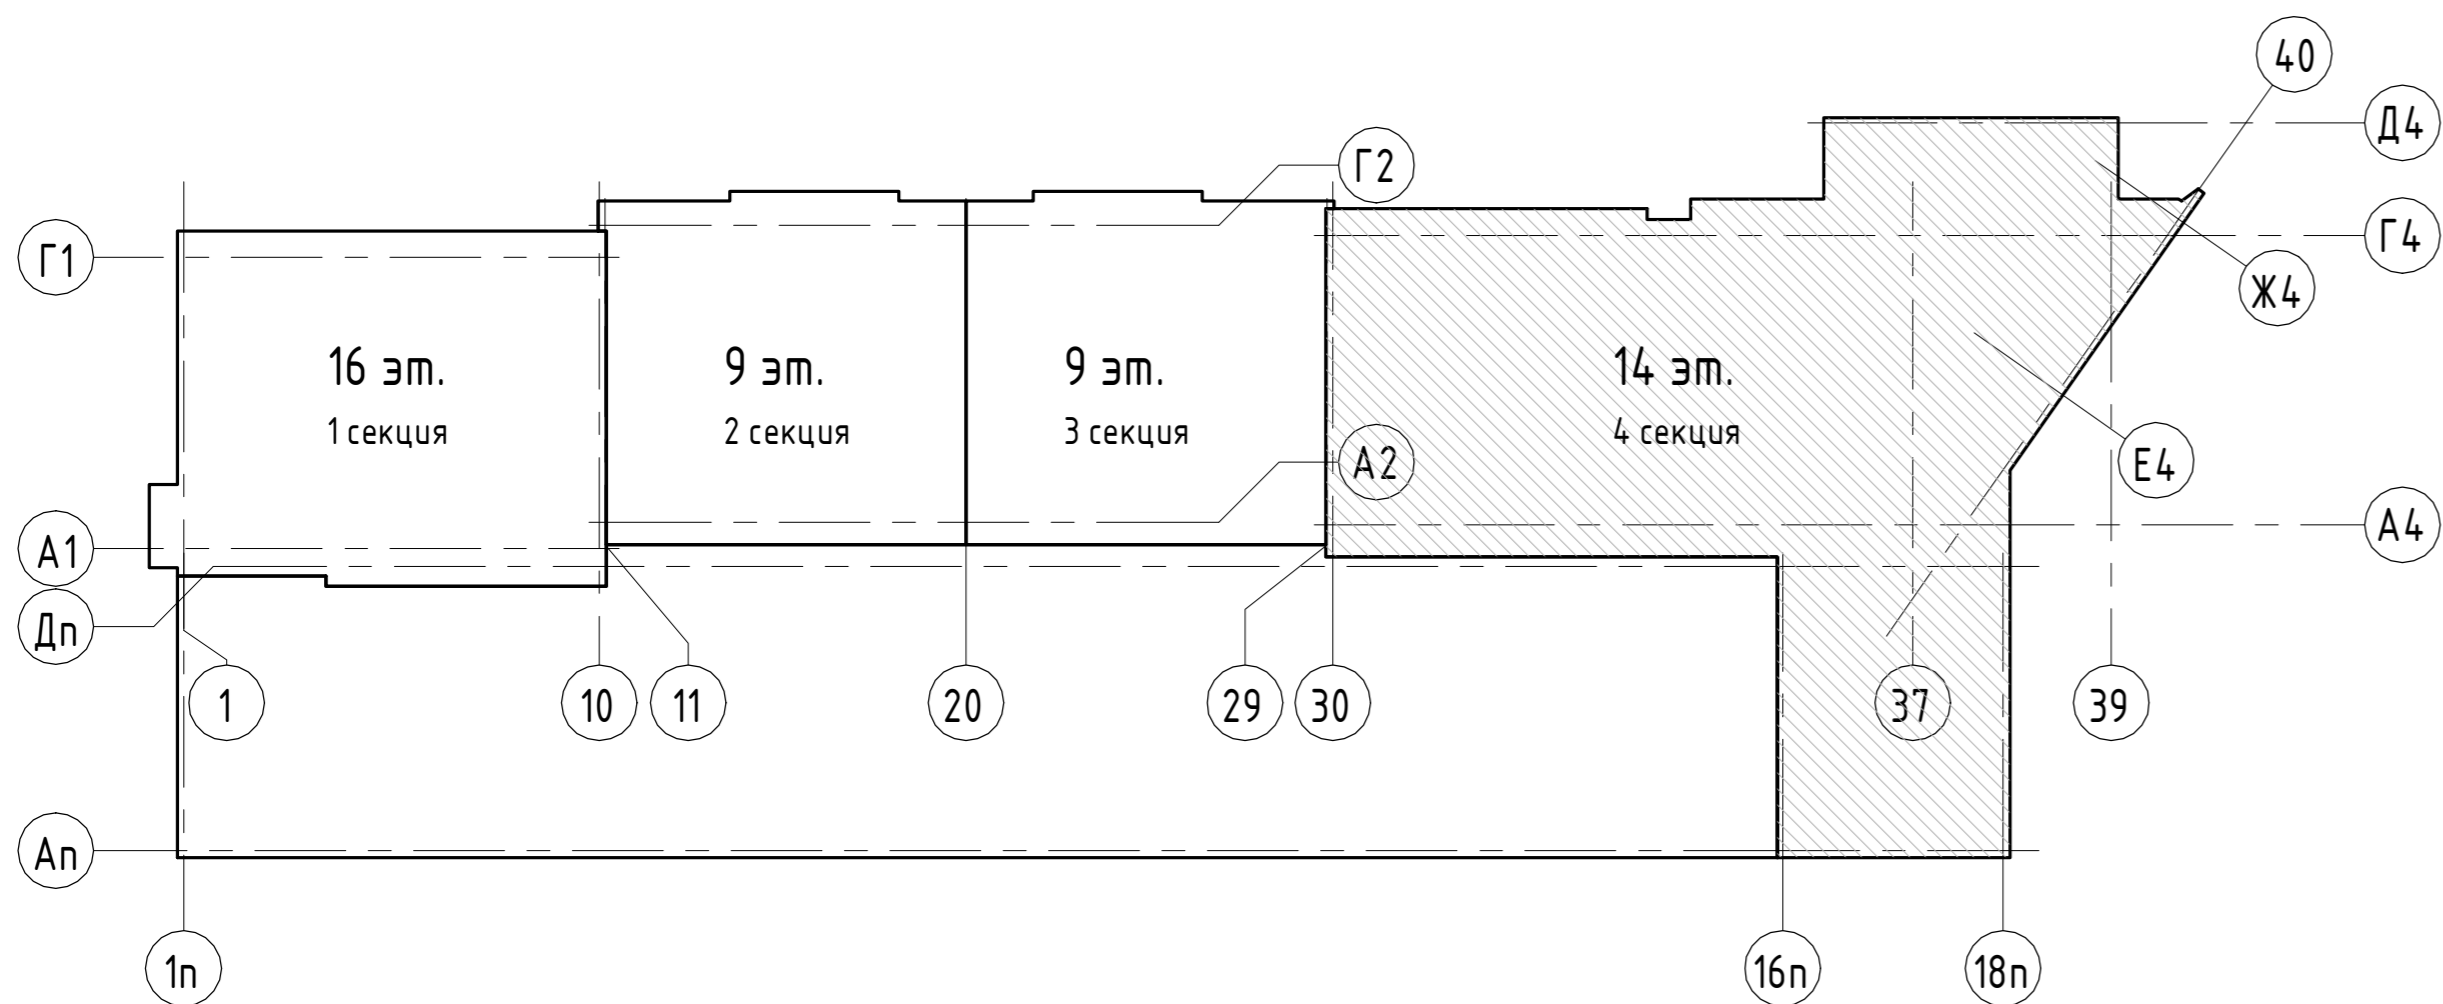 40
Д4
Г2
Г1
Г4
Ж4
16 эт.
9 эт.
9 эт.
14 эт.
1 секция
2 секция
3 секция
4 секция
А2
Е4
А1
А4
Дп
1
10
11
20
29
30
37
39
Ап
1п
16п
18п